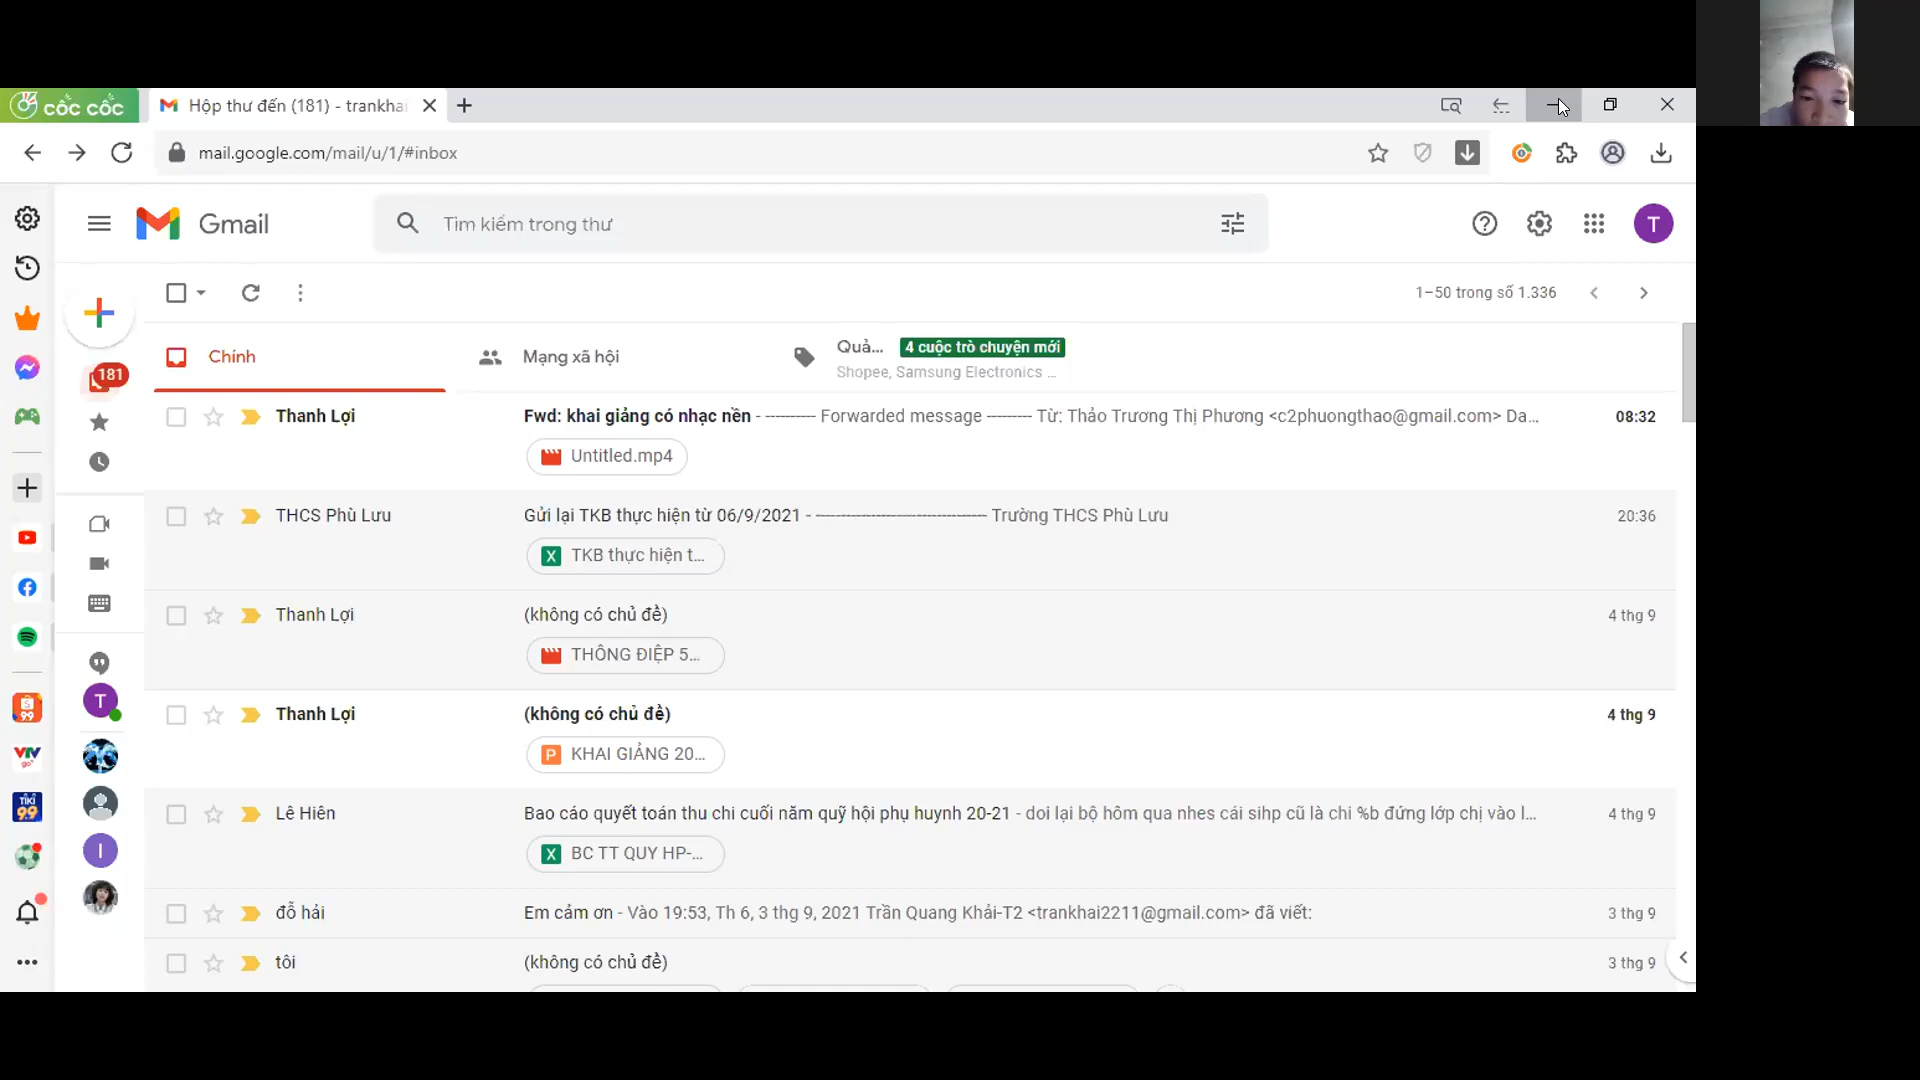 cốc cốc
Hộp thư đến (181) - trankhai
mail.google.com/mail/u/1/#inbox
Gmail
Tìm kiếm trong thư
T
1–50 trong số 1.336
181
Chính
Mạng xã hội
Quả... 4 cuộc trò chuyện mới
Shopee, Samsung Electronics ...
Thanh Lợi Fwd: khai giảng có nhạc nền - ---------- Forwarded message --------- Từ: Thảo Trương Thị Phương <c2phuongthao@gmail.com> Da... 08:32
Untitled.mp4
THCS Phù Lưu Gửi lại TKB thực hiện từ 06/9/2021 - ---------------------------------- Trường THCS Phù Lưu 20:36
X TKB thực hiện t...
Thanh Lợi (không có chủ đề) 4 thg 9
THÔNG ĐIỆP 5...
T
Thanh Lợi (không có chủ đề) 4 thg 9
P KHAI GIẢNG 20...
S
99
VTV
go
TIKI
9.9
Lê Hiên Bao cáo quyết toán thu chi cuối năm quỹ hội phụ huynh 20-21 - doi lại bộ hôm qua nhes cái sihp cũ là chi %b đứng lớp chị vào l... 4 thg 9
X BC TT QUY HP-...
I
đỗ hải Em cảm ơn - Vào 19:53, Th 6, 3 thg 9, 2021 Trần Quang Khải-T2 <trankhai2211@gmail.com> đã viết: 3 thg 9
tôi (không có chủ đề) 3 thg 9